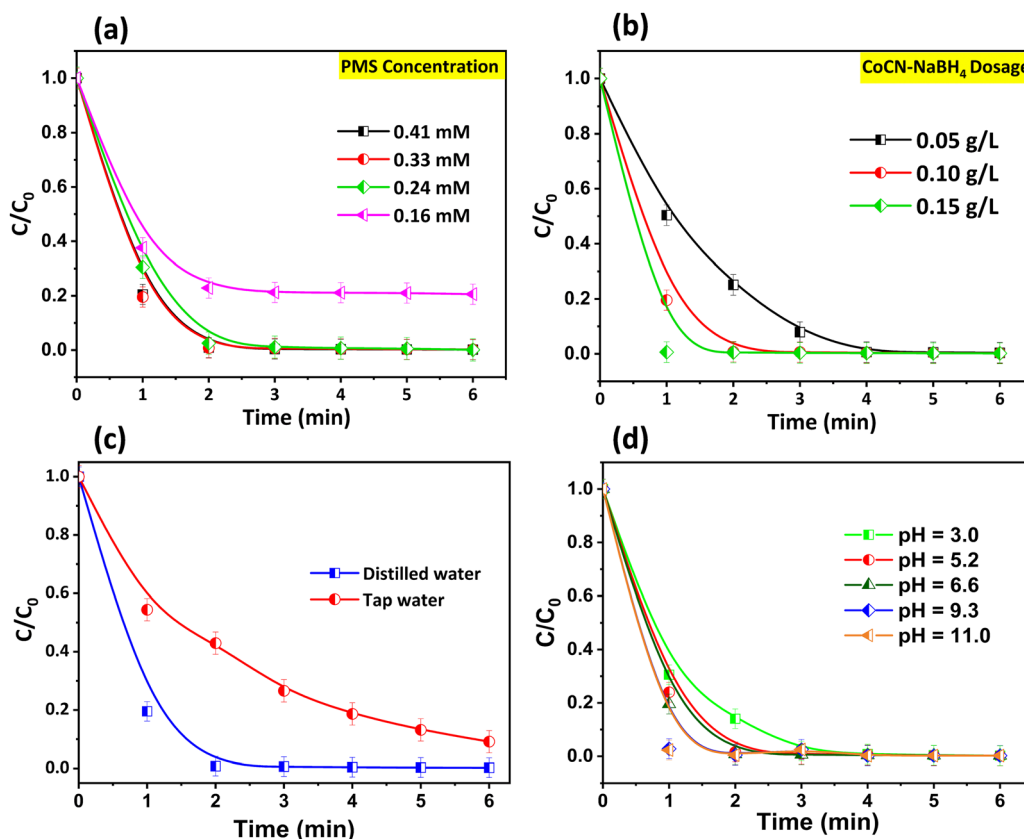 (a)
PMS Concentration
0.41 mM
0.33 mM
0.24 mM
0.16 mM
C/C₀
1.0
0.8
0.6
0.4
0.2
0.0
0 1 2 3 4 5 6
Time (min)
(b)
CoCN-NaBH₄ Dosage
0.05 g/L
0.10 g/L
0.15 g/L
C/C₀
1.0
0.8
0.6
0.4
0.2
0.0
0 1 2 3 4 5 6
Time (min)
(c)
Distilled water
Tap water
C/C₀
1.0
0.8
0.6
0.4
0.2
0.0
0 1 2 3 4 5 6
Time (min)
(d)
pH = 3.0
pH = 5.2
pH = 6.6
pH = 9.3
pH = 11.0
C/C₀
1.0
0.8
0.6
0.4
0.2
0.0
0 1 2 3 4 5 6
Time (min)